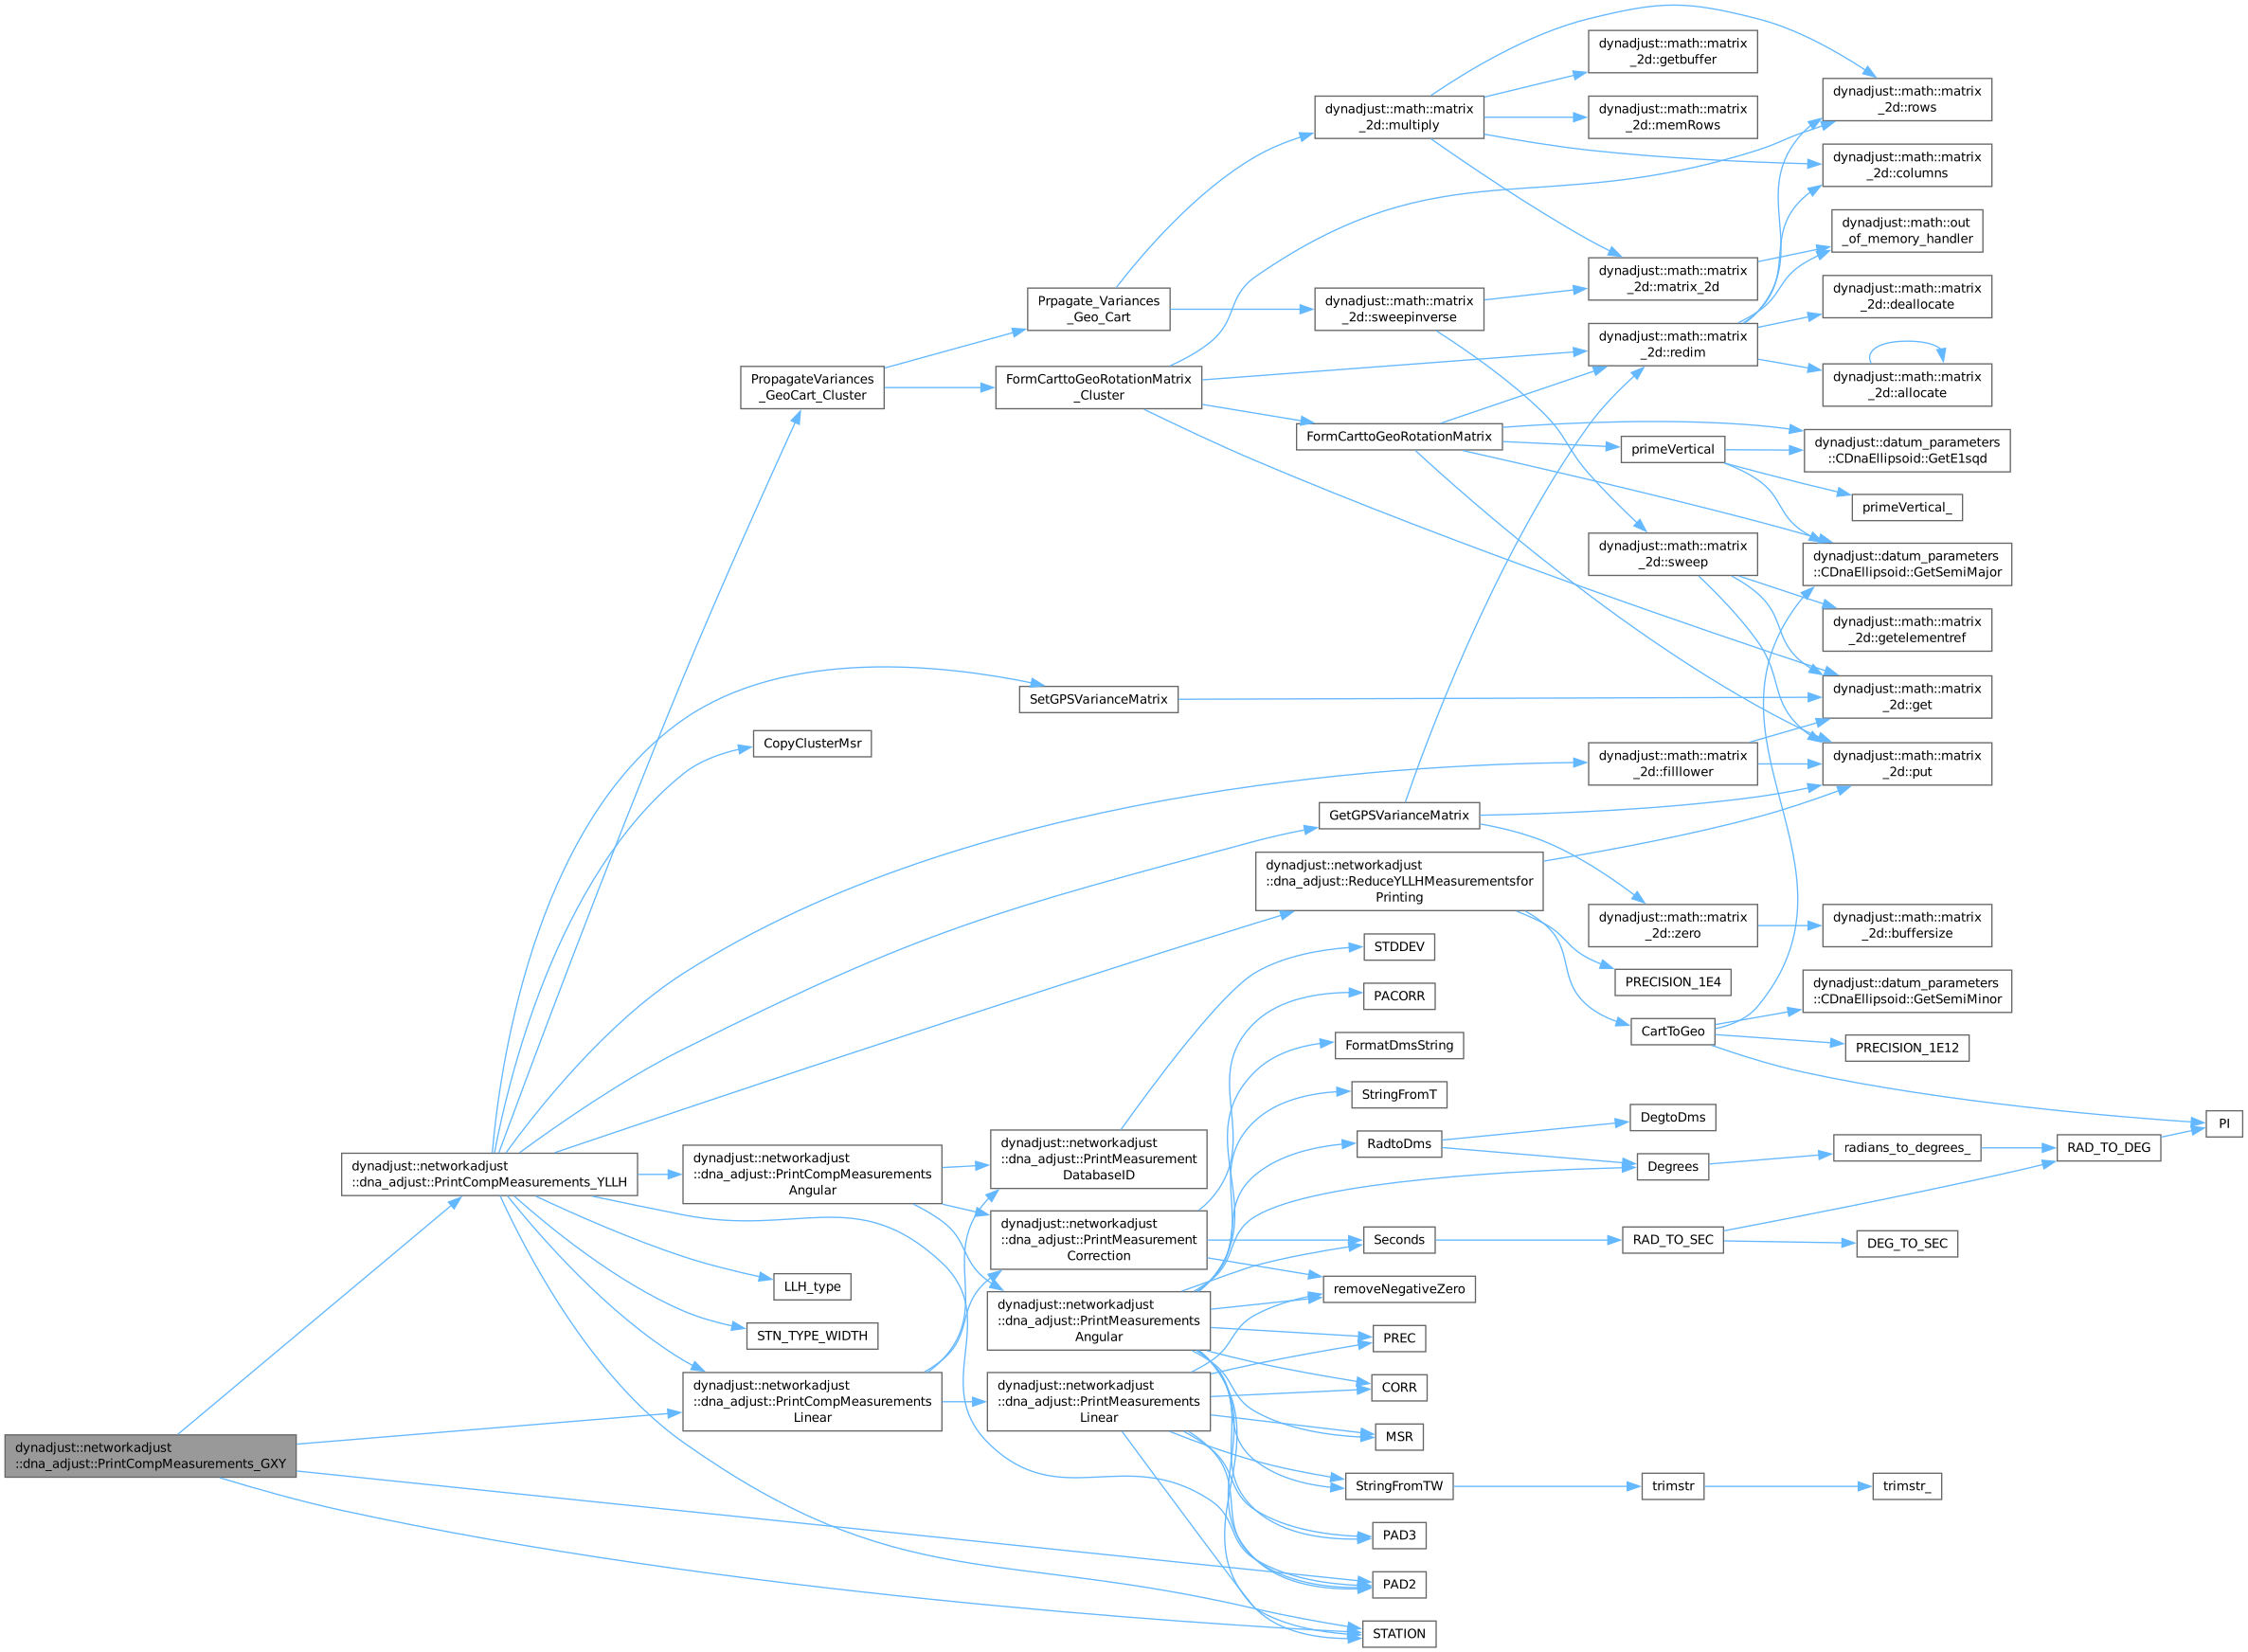 dynadjust::networkadjust
::dna_adjust::PrintCompMeasurements_GXY
dynadjust::networkadjust
::dna_adjust::PrintCompMeasurements_YLLH
PropagateVariances
_GeoCart_Cluster
CopyClusterMsr
dynadjust::networkadjust
::dna_adjust::PrintCompMeasurements
Angular
LLH_type
STN_TYPE_WIDTH
dynadjust::networkadjust
::dna_adjust::PrintCompMeasurements
Linear
Prpagate_Variances
_Geo_Cart
FormCarttoGeoRotationMatrix
_Cluster
SetGPSVarianceMatrix
dynadjust::networkadjust
::dna_adjust::PrintMeasurement
DatabaseID
dynadjust::networkadjust
::dna_adjust::PrintMeasurement
Correction
dynadjust::networkadjust
::dna_adjust::PrintMeasurements
Angular
dynadjust::networkadjust
::dna_adjust::PrintMeasurements
Linear
dynadjust::math::matrix
_2d::multiply
dynadjust::math::matrix
_2d::sweepinverse
FormCarttoGeoRotationMatrix
GetGPSVarianceMatrix
dynadjust::networkadjust
::dna_adjust::ReduceYLLHMeasurementsfor
Printing
STDDEV
PACORR
FormatDmsString
StringFromT
RadtoDms
Seconds
removeNegativeZero
PREC
CORR
MSR
StringFromTW
PAD3
PAD2
STATION
dynadjust::math::matrix
_2d::getbuffer
dynadjust::math::matrix
_2d::memRows
dynadjust::math::matrix
_2d::matrix_2d
dynadjust::math::matrix
_2d::redim
primeVertical
dynadjust::math::matrix
_2d::sweep
dynadjust::math::matrix
_2d::filllower
dynadjust::math::matrix
_2d::zero
PRECISION_1E4
CartToGeo
DegtoDms
Degrees
RAD_TO_SEC
trimstr
dynadjust::math::matrix
_2d::rows
dynadjust::math::matrix
_2d::columns
dynadjust::math::out
_of_memory_handler
dynadjust::math::matrix
_2d::deallocate
dynadjust::math::matrix
_2d::allocate
dynadjust::datum_parameters
::CDnaEllipsoid::GetE1sqd
primeVertical_
dynadjust::datum_parameters
::CDnaEllipsoid::GetSemiMajor
dynadjust::math::matrix
_2d::getelementref
dynadjust::math::matrix
_2d::get
dynadjust::math::matrix
_2d::put
dynadjust::math::matrix
_2d::buffersize
dynadjust::datum_parameters
::CDnaEllipsoid::GetSemiMinor
PRECISION_1E12
radians_to_degrees_
DEG_TO_SEC
trimstr_
RAD_TO_DEG
PI